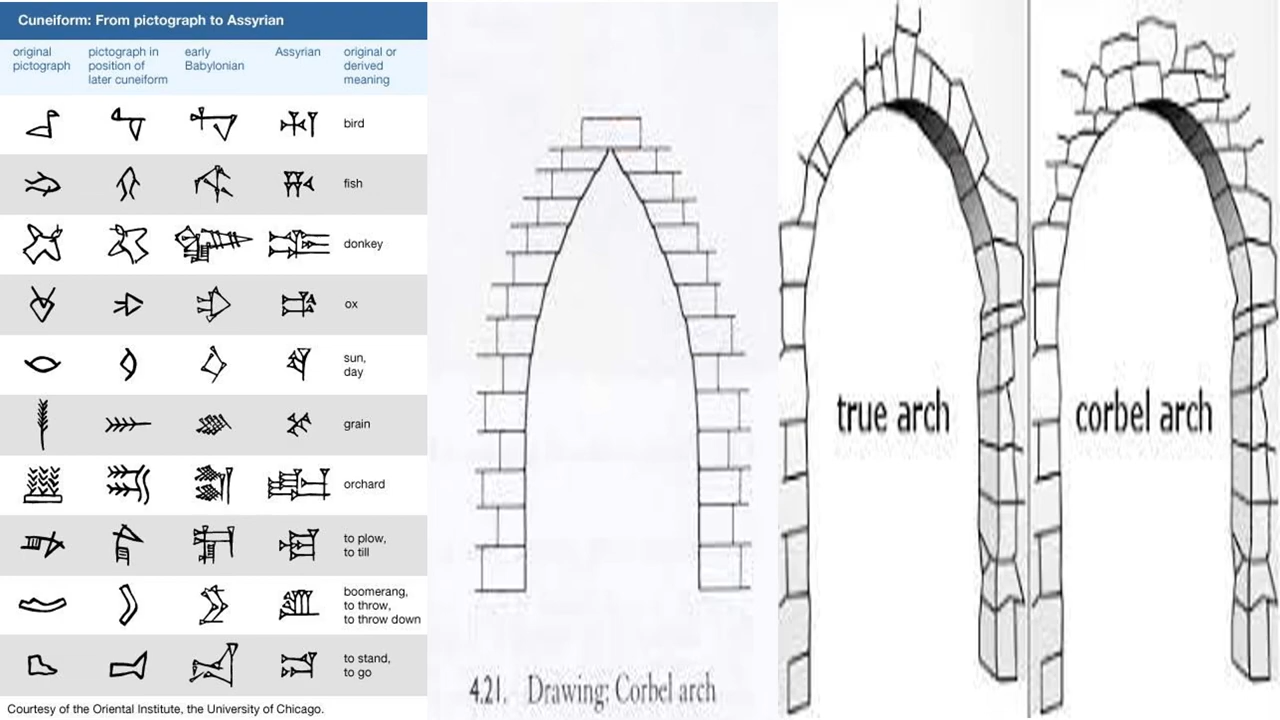 Cuneiform: From pictograph to Assyrian
original
pictograph
pictograph in
position of
later cuneiform
early
Babylonian
Assyrian
original or
derived
meaning
bird
fish
donkey
ox
sun,
day
grain
orchard
to plow,
to till
boomerang,
to throw,
to throw down
to stand,
to go
Courtesy of the Oriental Institute, the University of Chicago.
4.21. Drawing: Corbel arch
true arch
corbel arch